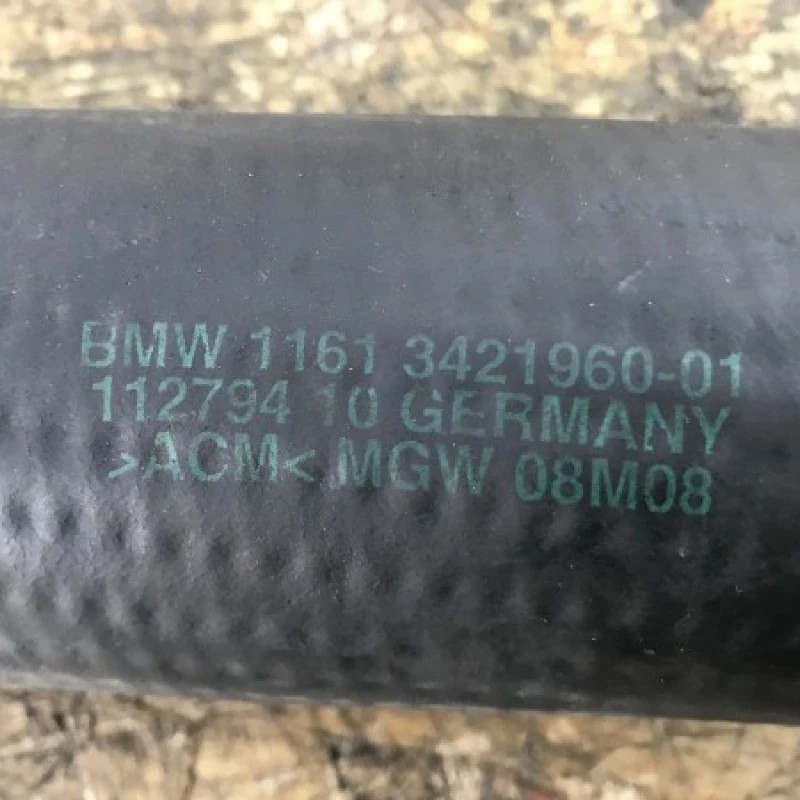 BMW 1161 3421960-01
112794 10 GERMANY
>ACM< MGW 08M08